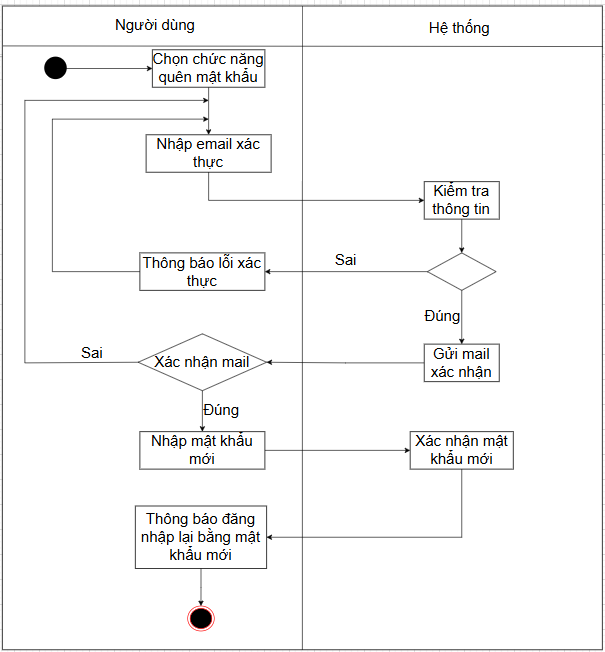 Người dùng
Hệ thống
Chọn chức năng
quên mật khẩu
Nhập email xác
thực
Kiểm tra
thông tin
Sai
Thông báo lỗi xác
thực
Đúng
Gửi mail
xác nhận
Xác nhận mail
Sai
Đúng
Nhập mật khẩu
mới
Xác nhận mật
khẩu mới
Thông báo đăng
nhập lại bằng mật
khẩu mới